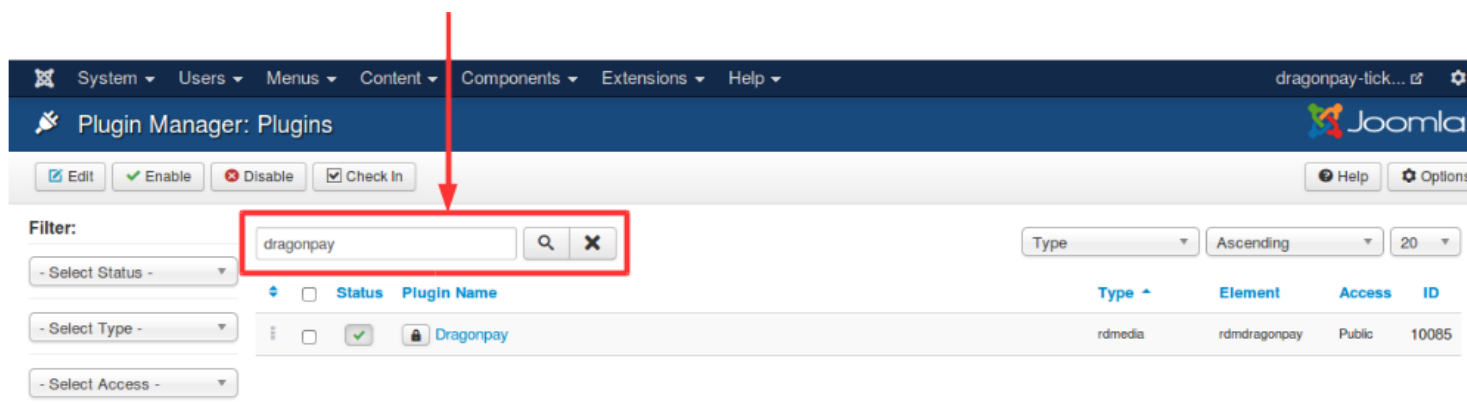 System Users Menus Content Components Extensions Help dragonpay-tick...
Plugin Manager: Plugins Joomla
Edit Enable Disable Check In Help Options
Filter:
dragonpay Type Ascending 20
- Select Status -
Status Plugin Name Type Element Access ID
- Select Type -
Dragonpay rdmedia rdmdragonpay Public 10085
- Select Access -